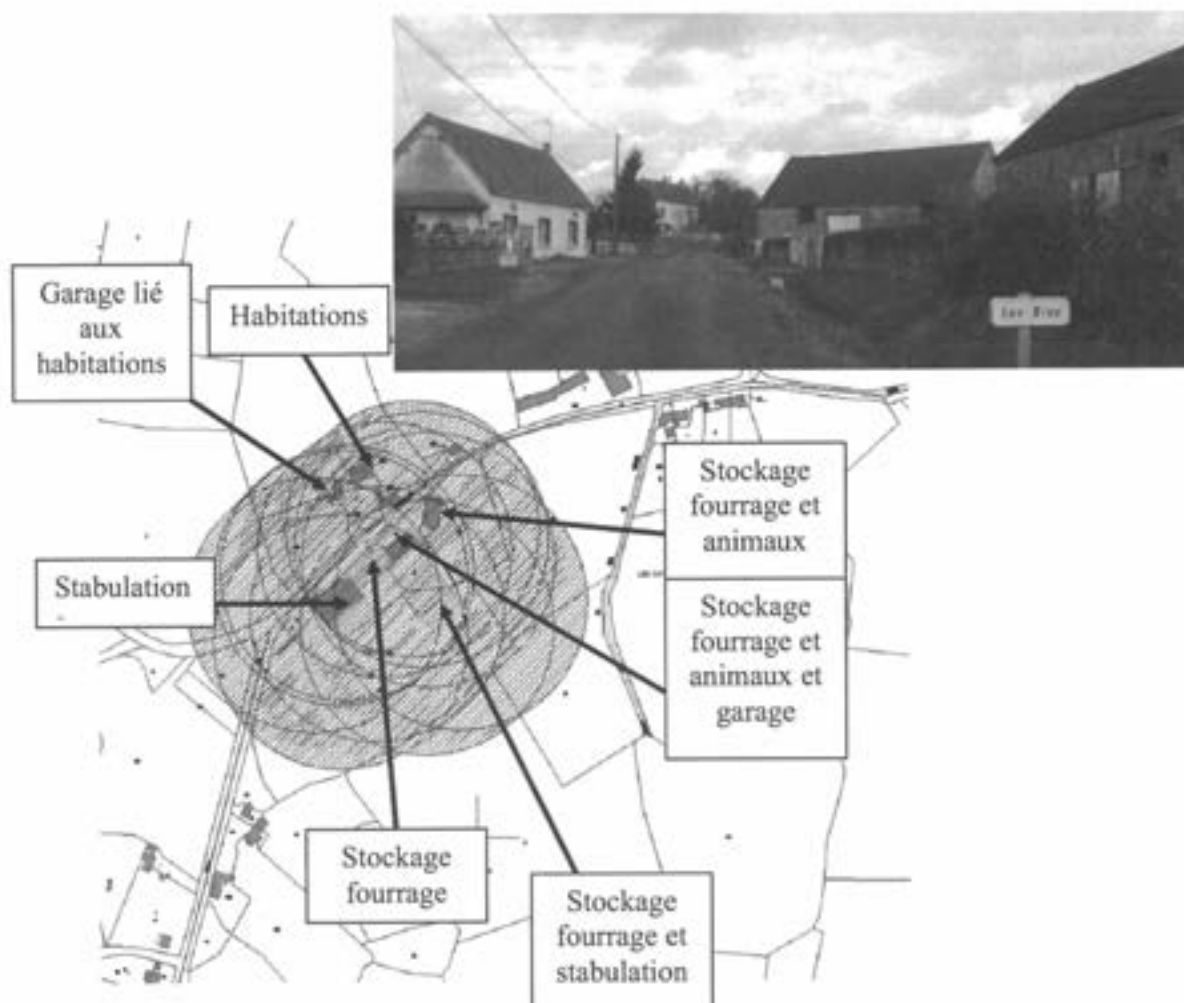 Garage lié
aux
habitations
Habitations
Stockage
fourrage et
animaux
Stabulation
Stockage
fourrage et
animaux et
garage
Stockage
fourrage
Stockage
fourrage et
stabulation